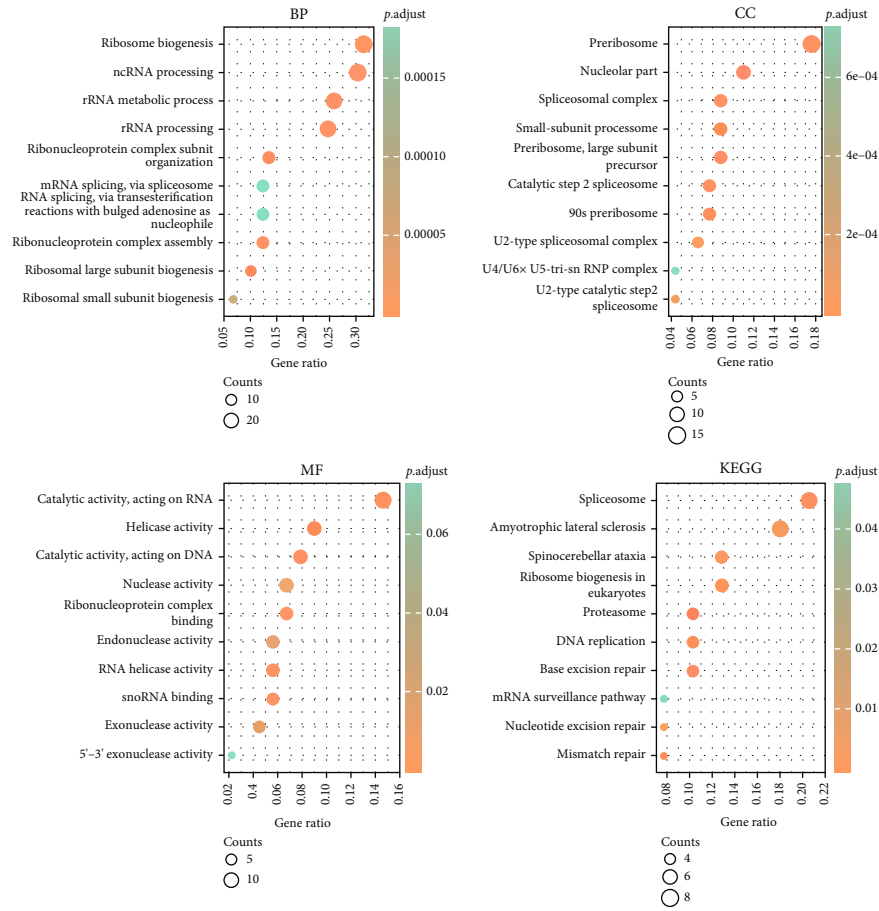 BP
p.adjust
Ribosome biogenesis
ncRNA processing
rRNA metabolic process
rRNA processing
Ribonucleoprotein complex subnit
organization
mRNA splicing, via spliceosome
RNA splicing, via transesterification
reactions with bulged adenosine as
nucleophile
Ribonucleoprotein complex assembly
Ribosomal large subunit biogenesis
Ribosomal small subunit biogenesis
0.00015
0.00010
0.00005
0.05
0.10
0.15
0.20
0.25
0.30
Gene ratio
Counts
10
20
CC
p.adjust
Preribosome
Nucleolar part
Spliceosomal complex
Small-subunit processome
Preribosome, large subunit
precursor
Catalytic step 2 spliceosome
90s preribosome
U2-type spliceosomal complex
U4/U6× U5-tri-sn RNP complex
U2-type catalytic step2
spliceosome
6e–04
4e–04
2e–04
0.04
0.06
0.08
0.10
0.11
0.14
0.16
0.18
Gene ratio
Counts
5
10
15
MF
p.adjust
Catalytic activity, acting on RNA
Helicase activity
Catalytic activity, acting on DNA
Nuclease activity
Ribonucleoprotein complex
binding
Endonuclease activity
RNA helicase activity
snoRNA binding
Exonuclease activity
5'–3' exonuclease activity
0.06
0.04
0.02
0.02
0.4
0.06
0.08
0.10
0.12
0.14
0.16
Gene ratio
Counts
5
10
KEGG
p.adjust
Spliceosome
Amyotrophic lateral sclerosis
Spinocerebellar ataxia
Ribosome biogenesis in
eukaryotes
Proteasome
DNA replication
Base excision repair
mRNA surveillance pathway
Nucleotide excision repair
Mismatch repair
0.04
0.03
0.02
0.01
0.08
0.10
0.12
0.14
0.16
0.18
0.20
0.22
Gene ratio
Counts
4
6
8